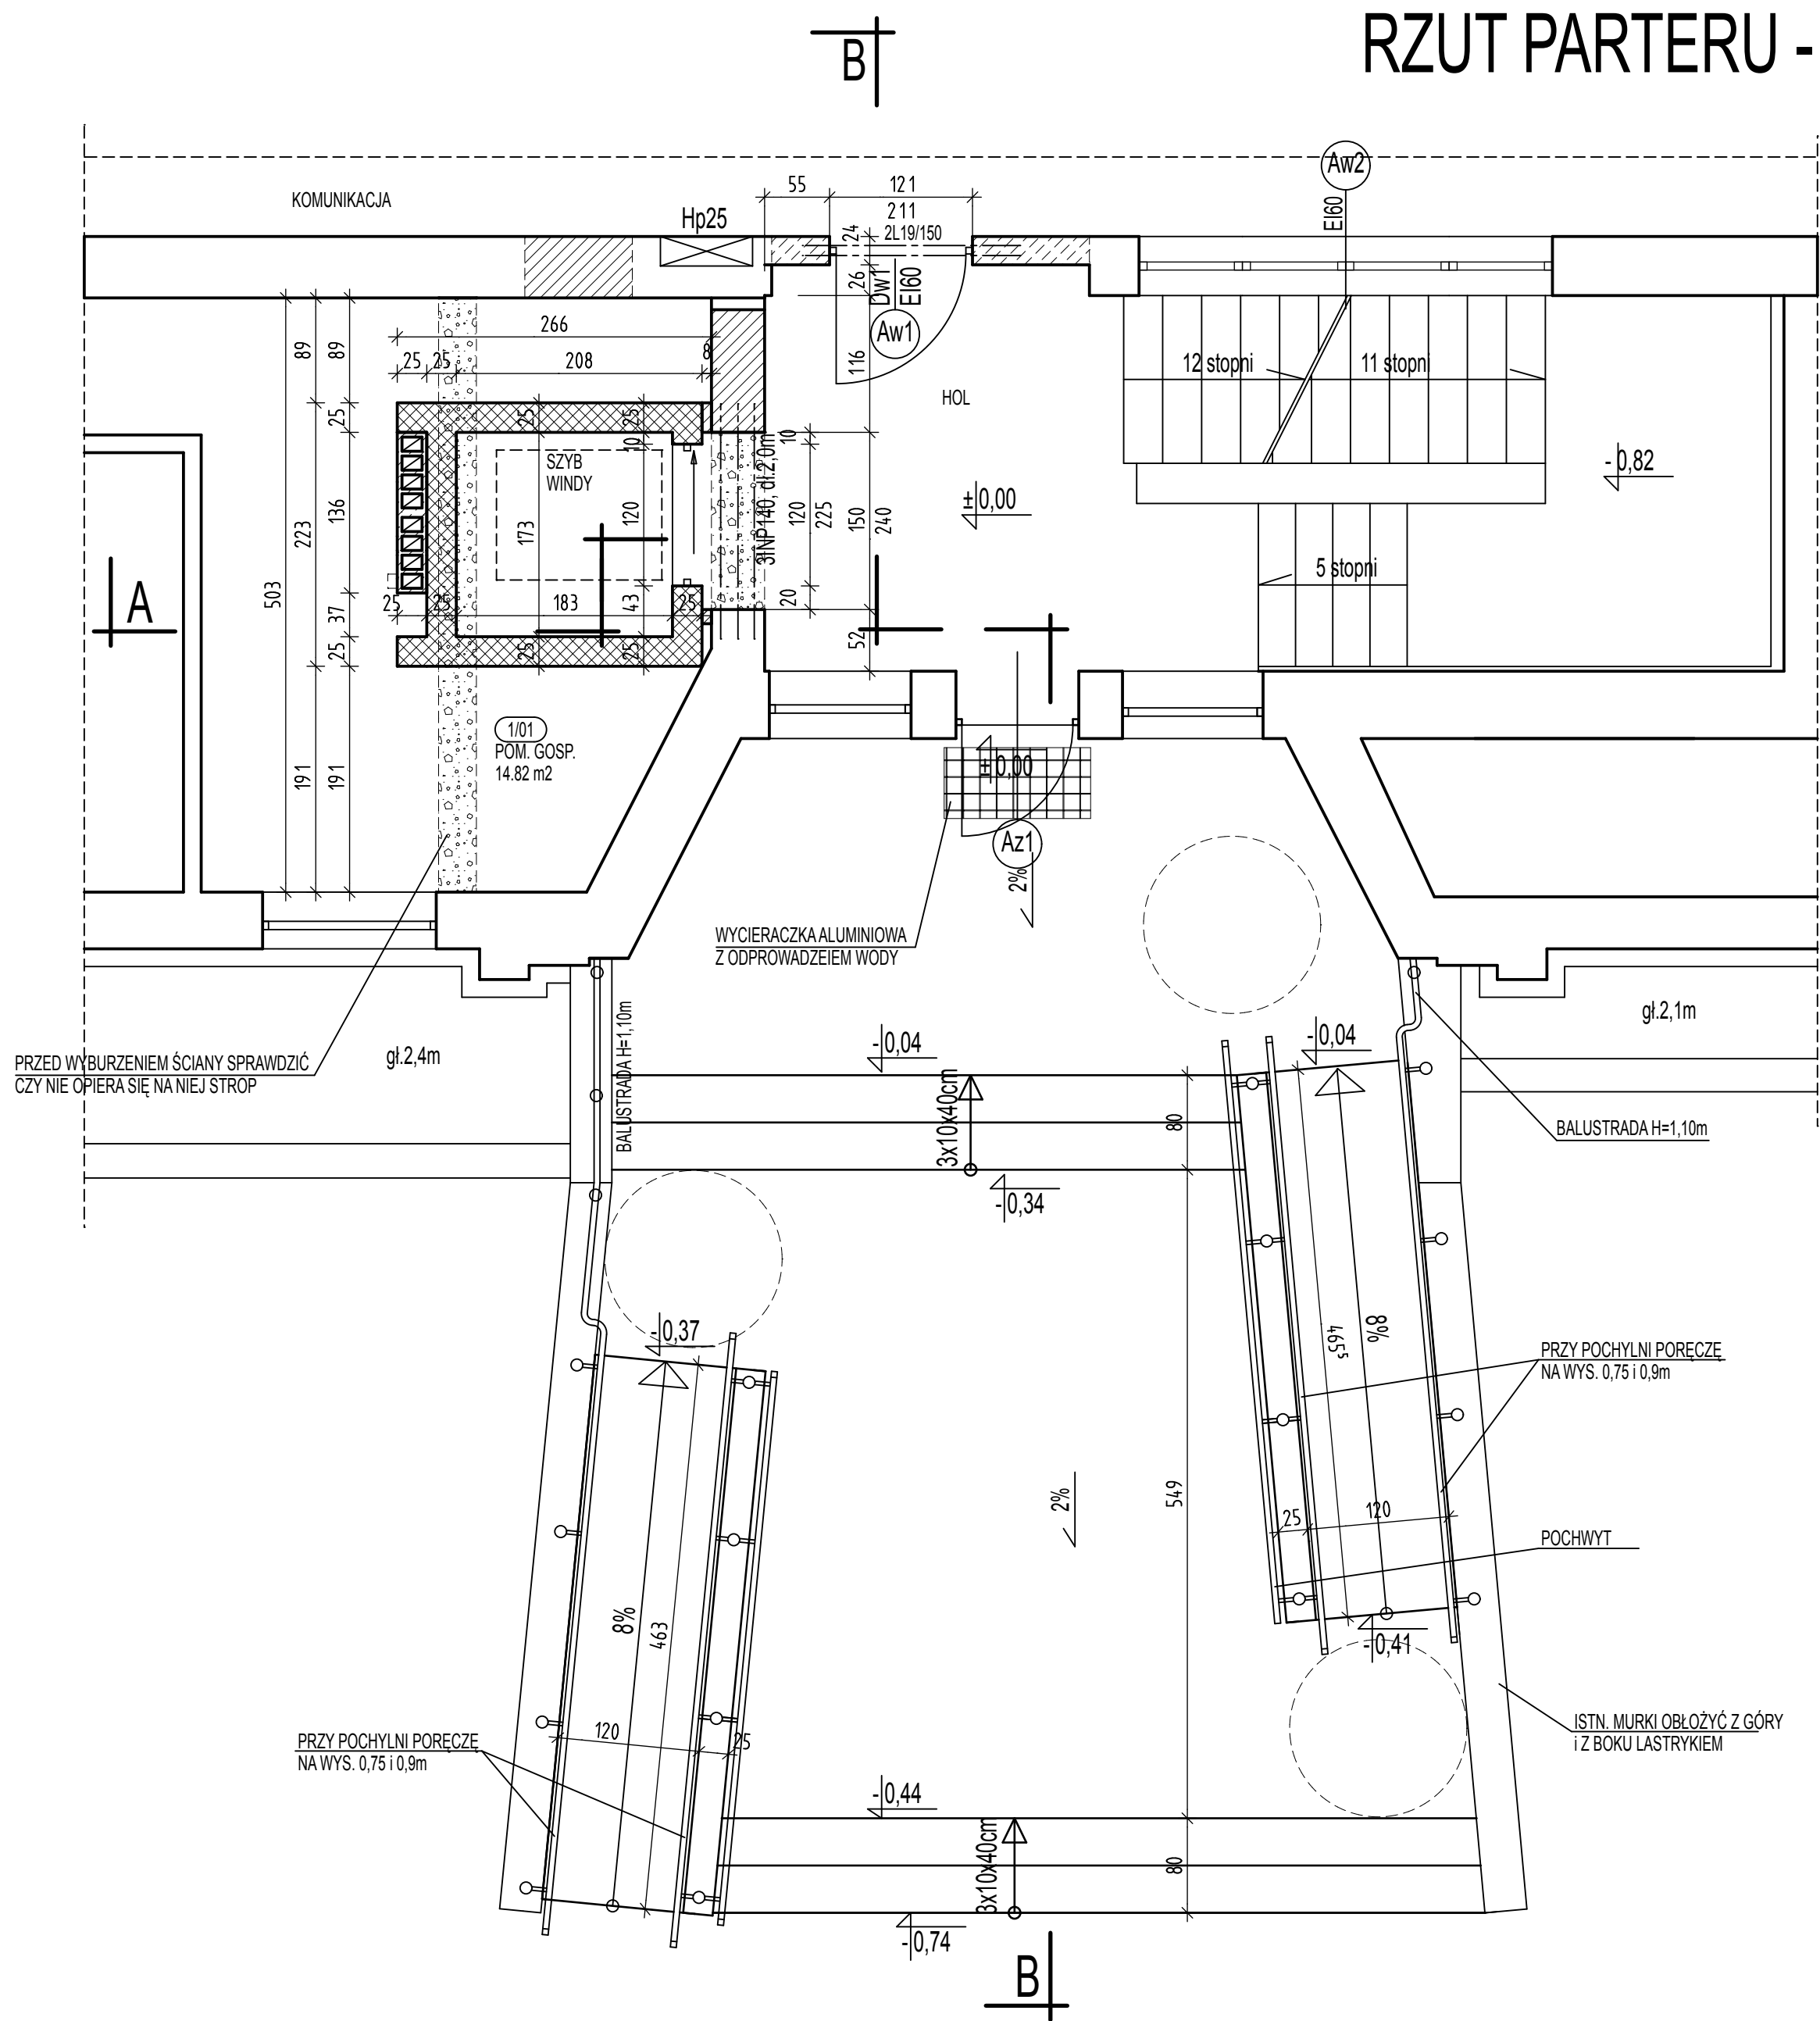 RZUT PARTERU -
B
Aw2
EI60
KOMUNIKACJA
Hp25
55
121
211
2L19/150
24
26
Dw1
EI60
Aw1
116
HOL
12 stopni
11 stopni
5 stopni
-0,82
±0,00
266
25
25
208
8
89
89
25
223
136
503
37
25
191
191
25
25
10
SZYB
WINDY
173
120
43
25
25
183
25
25
25
3INP140, dł.2,0m
10
120
225
20
150
240
52
A
1/01
POM. GOSP.
14.82 m2
±0,00
Az1
2%
WYCIERACZKA ALUMINIOWA
Z ODPROWADZEIEM WODY
PRZED WYBURZENIEM ŚCIANY SPRAWDZIĆ
CZY NIE OPIERA SIĘ NA NIEJ STROP
gł.2,4m
gł.2,1m
BALUSTRADA H=1,10m
BALUSTRADA H=1,10m
-0,04
-0,04
3x10x40cm
80
-0,34
-0,37
8%
465⁵
PRZY POCHYLNI PORĘCZE
NA WYS. 0,75 i 0,9m
549
2%
25
120
POCHWYT
-0,41
8%
463
120
25
PRZY POCHYLNI PORĘCZE
NA WYS. 0,75 i 0,9m
ISTN. MURKI OBŁOŻYĆ Z GÓRY
i Z BOKU LASTRYKIEM
-0,44
3x10x40cm
80
-0,74
B